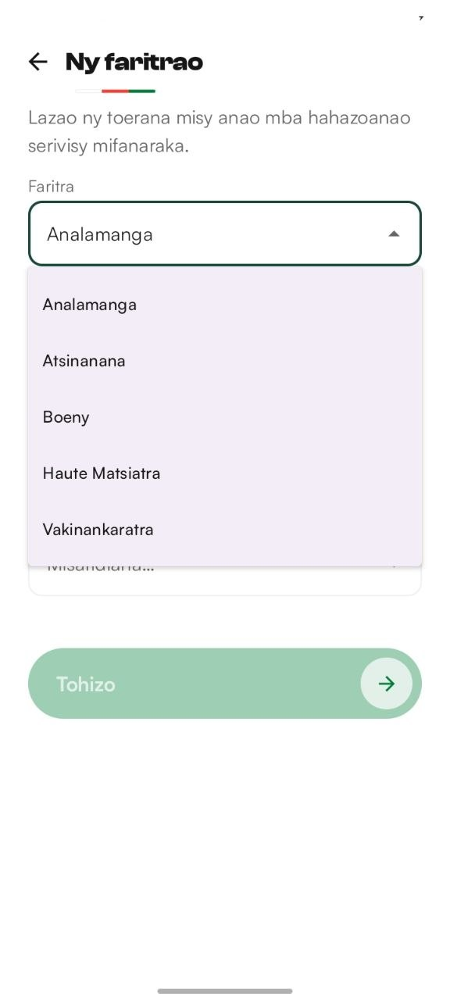 Ny faritrao
Lazao ny toerana misy anao mba hahazoanao
serivisy mifanaraka.
Faritra
Analamanga
Analamanga
Atsinanana
Boeny
Haute Matsiatra
Vakinankaratra
Tohizo